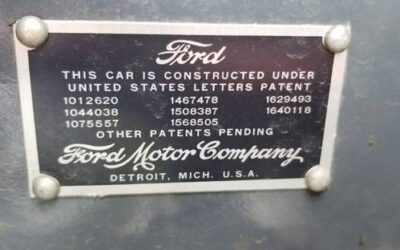 Ford
THIS CAR IS CONSTRUCTED UNDER
UNITED STATES LETTERS PATENT
1012620 1467478 1629493
1044038 1508387 1640118
1075557 1568505
OTHER PATENTS PENDING
Ford Motor Company
DETROIT, MICH. U.S.A.